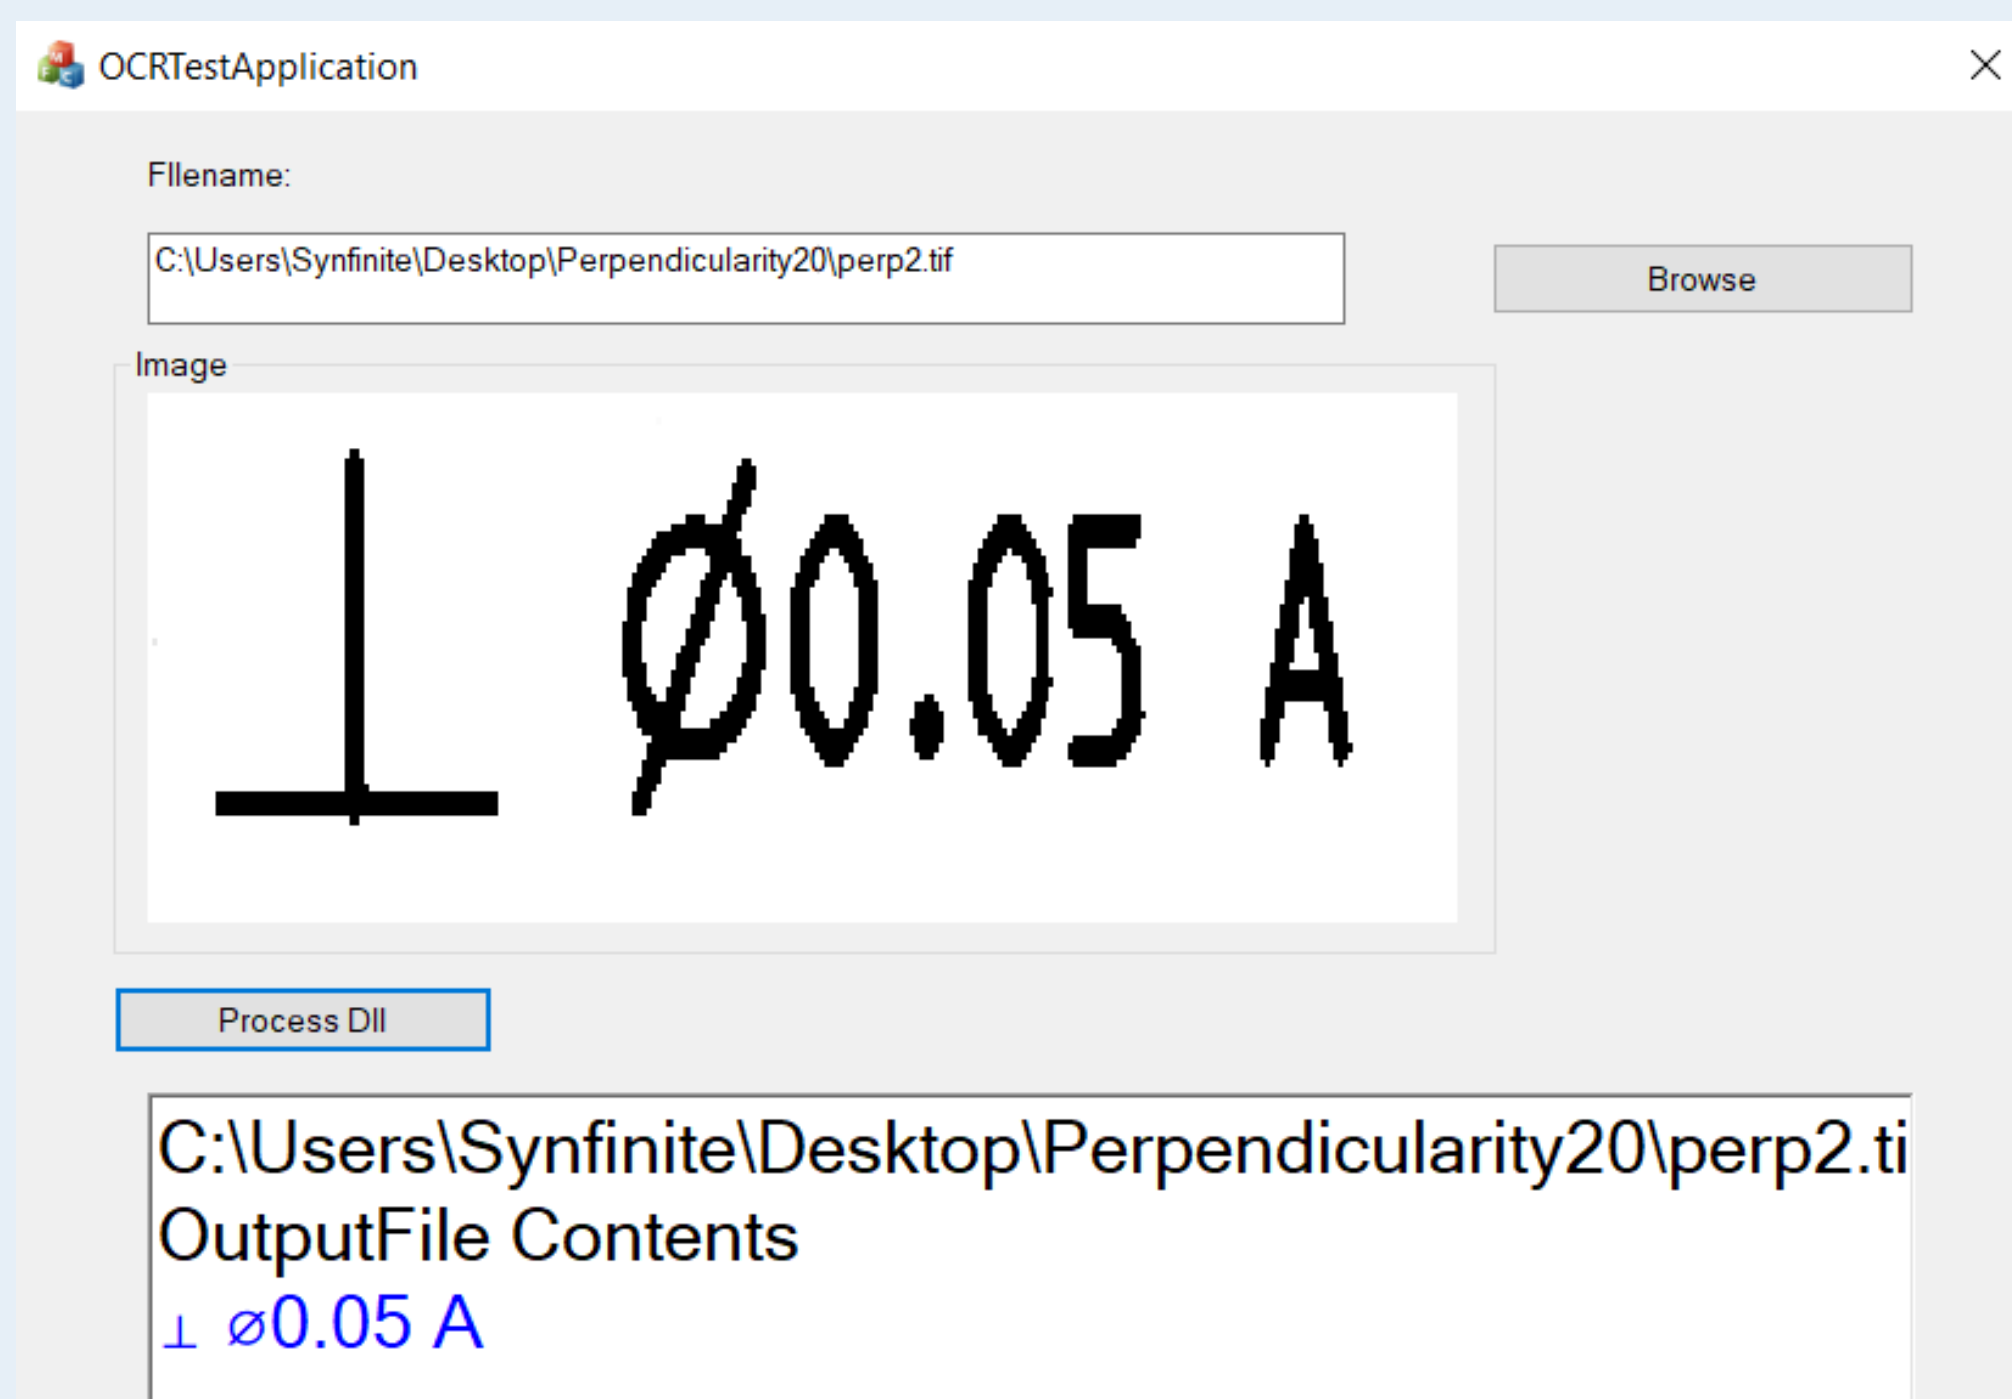 OCRTestApplication
FIlename:
C:\Users\Synfinite\Desktop\Perpendicularity20\perp2.tif
Browse
Image
⊥ Ø0.05 A
Process Dll
C:\Users\Synfinite\Desktop\Perpendicularity20\perp2.ti
OutputFile Contents
⊥ ⌀0.05 A